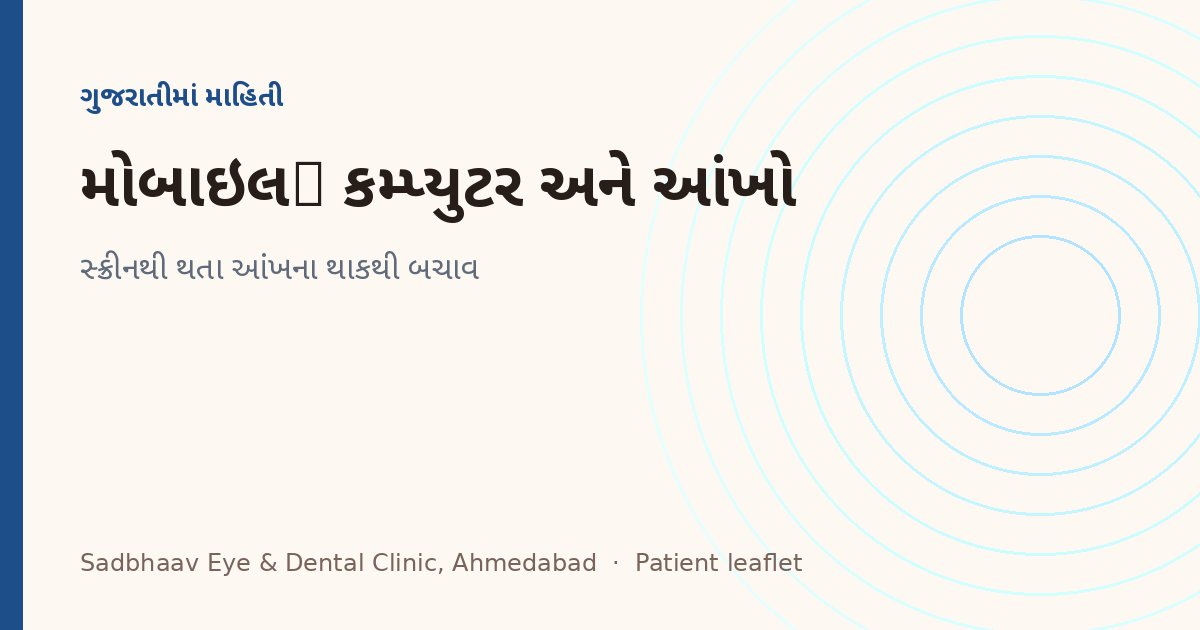 ગુજરાતીમાં માહિતી
મોબાઇલ▯ કમ્પ્યુટર અને આંખો
સ્ક્રીનથી થતા આંખના થાકથી બચાવ
Sadbhaav Eye & Dental Clinic, Ahmedabad · Patient leaflet